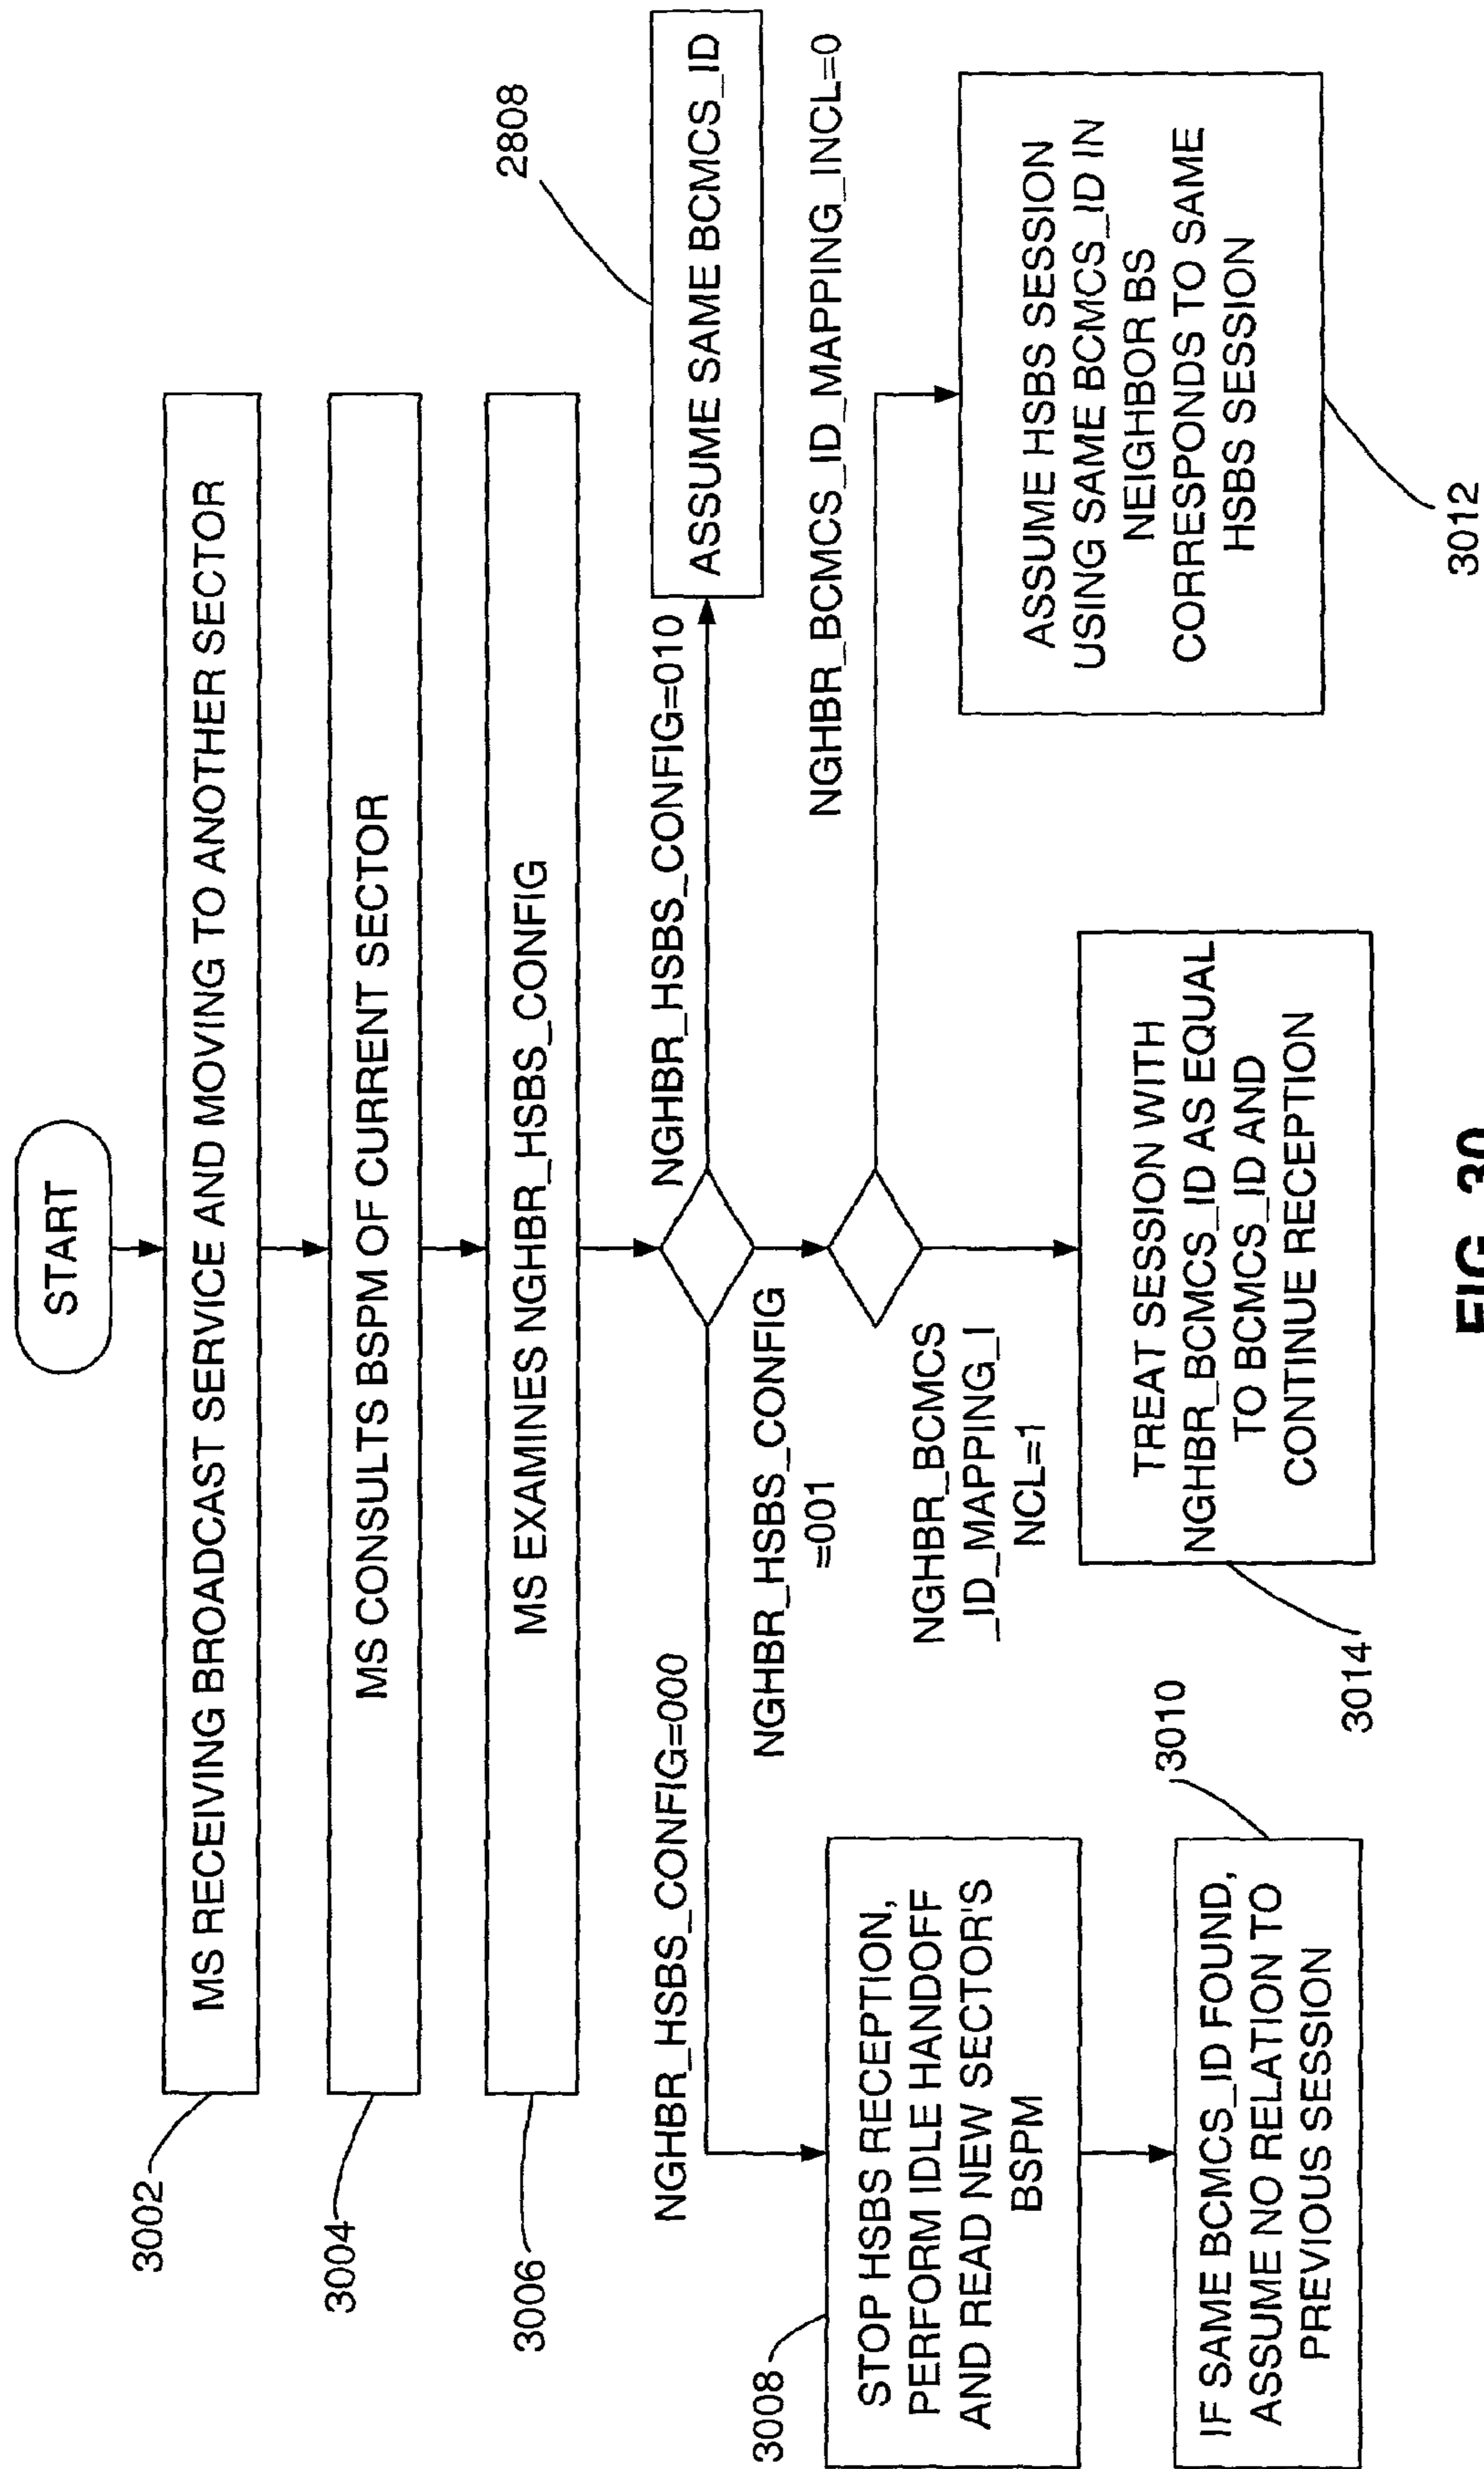 START
MS RECEIVING BROADCAST SERVICE AND MOVING TO ANOTHER SECTOR
3002
MS CONSULTS BSPM OF CURRENT SECTOR
3004
MS EXAMINES NGHBR_HSBS_CONFIG
3006
NGHBR_HSBS_CONFIG=000
NGHBR_HSBS_CONFIG=010
2808
ASSUME SAME BCMCS_ID
NGHBR_HSBS_CONFIG
=001
NGHBR_BCMCS_ID_MAPPING_INCL=0
3008
STOP HSBS RECEPTION,
PERFORM IDLE HANDOFF
AND READ NEW SECTOR'S
BSPM
NGHBR_BCMCS
_ID_MAPPING_I
NCL=1
ASSUME HSBS SESSION
USING SAME BCMCS_ID IN
NEIGHBOR BS
CORRESPONDS TO SAME
HSBS SESSION
3012
3010
IF SAME BCMCS_ID FOUND,
ASSUME NO RELATION TO
PREVIOUS SESSION
TREAT SESSION WITH
NGHBR_BCMCS_ID AS EQUAL
TO BCMCS_ID AND
CONTINUE RECEPTION
3014
FIG. 30